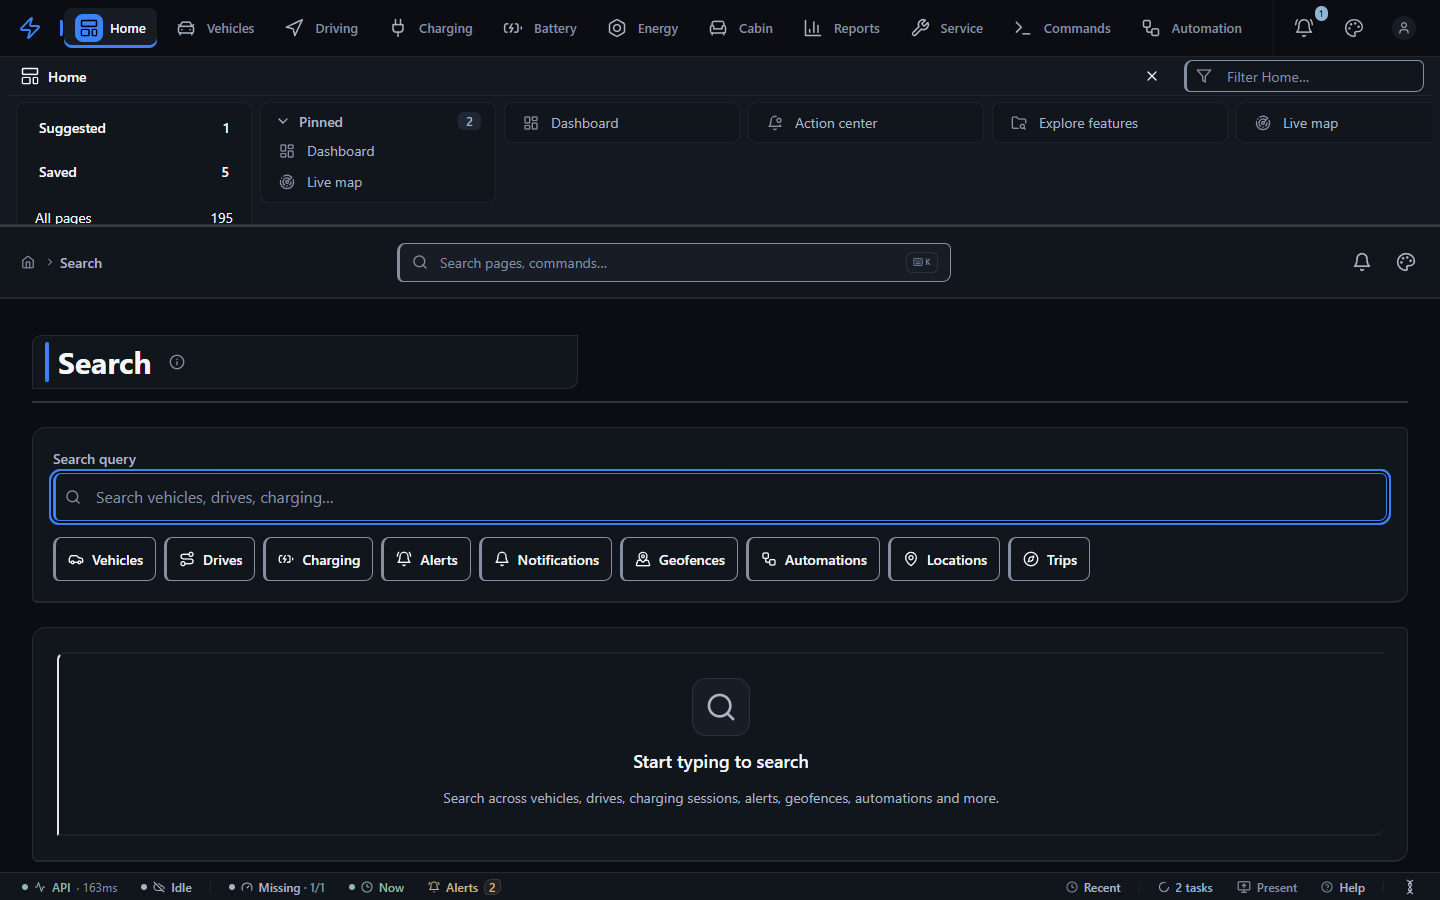 Home Vehicles Driving Charging Battery Energy Cabin Reports Service Commands Automation 1
Home
Filter Home...
Suggested 1
Saved 5
All pages 195
Pinned 2
Dashboard
Live map
Dashboard
Action center
Explore features
Live map
Search
Search pages, commands... K
Search
Search query
Search vehicles, drives, charging...
Vehicles Drives Charging Alerts Notifications Geofences Automations Locations Trips
Start typing to search
Search across vehicles, drives, charging sessions, alerts, geofences, automations and more.
API · 163ms Idle Missing · 1/1 Now Alerts 2 Recent 2 tasks Present Help